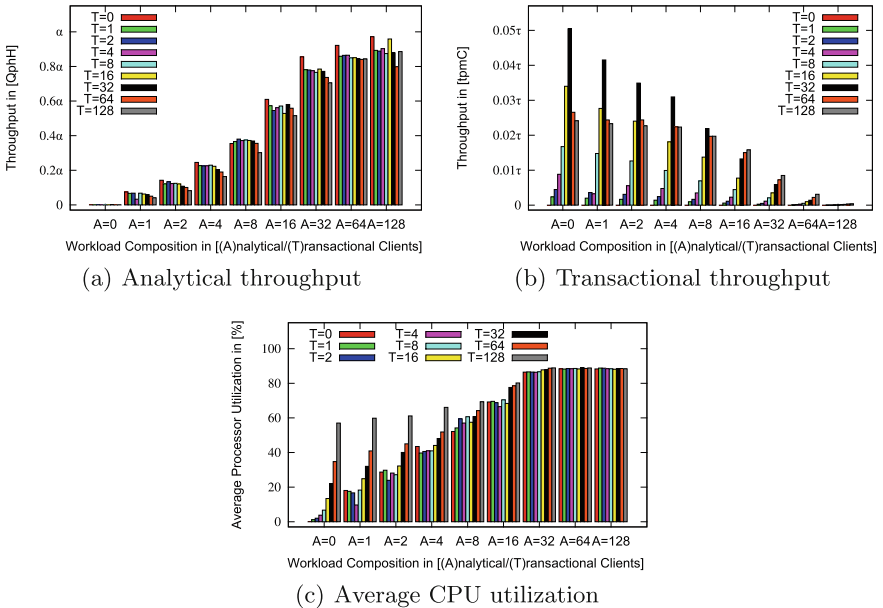 T=0
T=1
T=2
T=4
T=8
T=16
T=32
T=64
T=128
Throughput in [QphH]
α
0.8α
0.6α
0.4α
0.2α
0
A=0 A=1 A=2 A=4 A=8 A=16 A=32 A=64 A=128
Workload Composition in [(A)nalytical/(T)ransactional Clients]
(a) Analytical throughput
T=0
T=1
T=2
T=4
T=8
T=16
T=32
T=64
T=128
Throughput in [tpmC]
0.05τ
0.04τ
0.03τ
0.02τ
0.01τ
0
A=0 A=1 A=2 A=4 A=8 A=16 A=32 A=64 A=128
Workload Composition in [(A)nalytical/(T)ransactional Clients]
(b) Transactional throughput
T=0 T=4 T=32
T=1 T=8 T=64
T=2 T=16 T=128
Average Processor Utilization in [%]
100
80
60
40
20
0
A=0 A=1 A=2 A=4 A=8 A=16 A=32 A=64 A=128
Workload Composition in [(A)nalytical/(T)ransactional Clients]
(c) Average CPU utilization